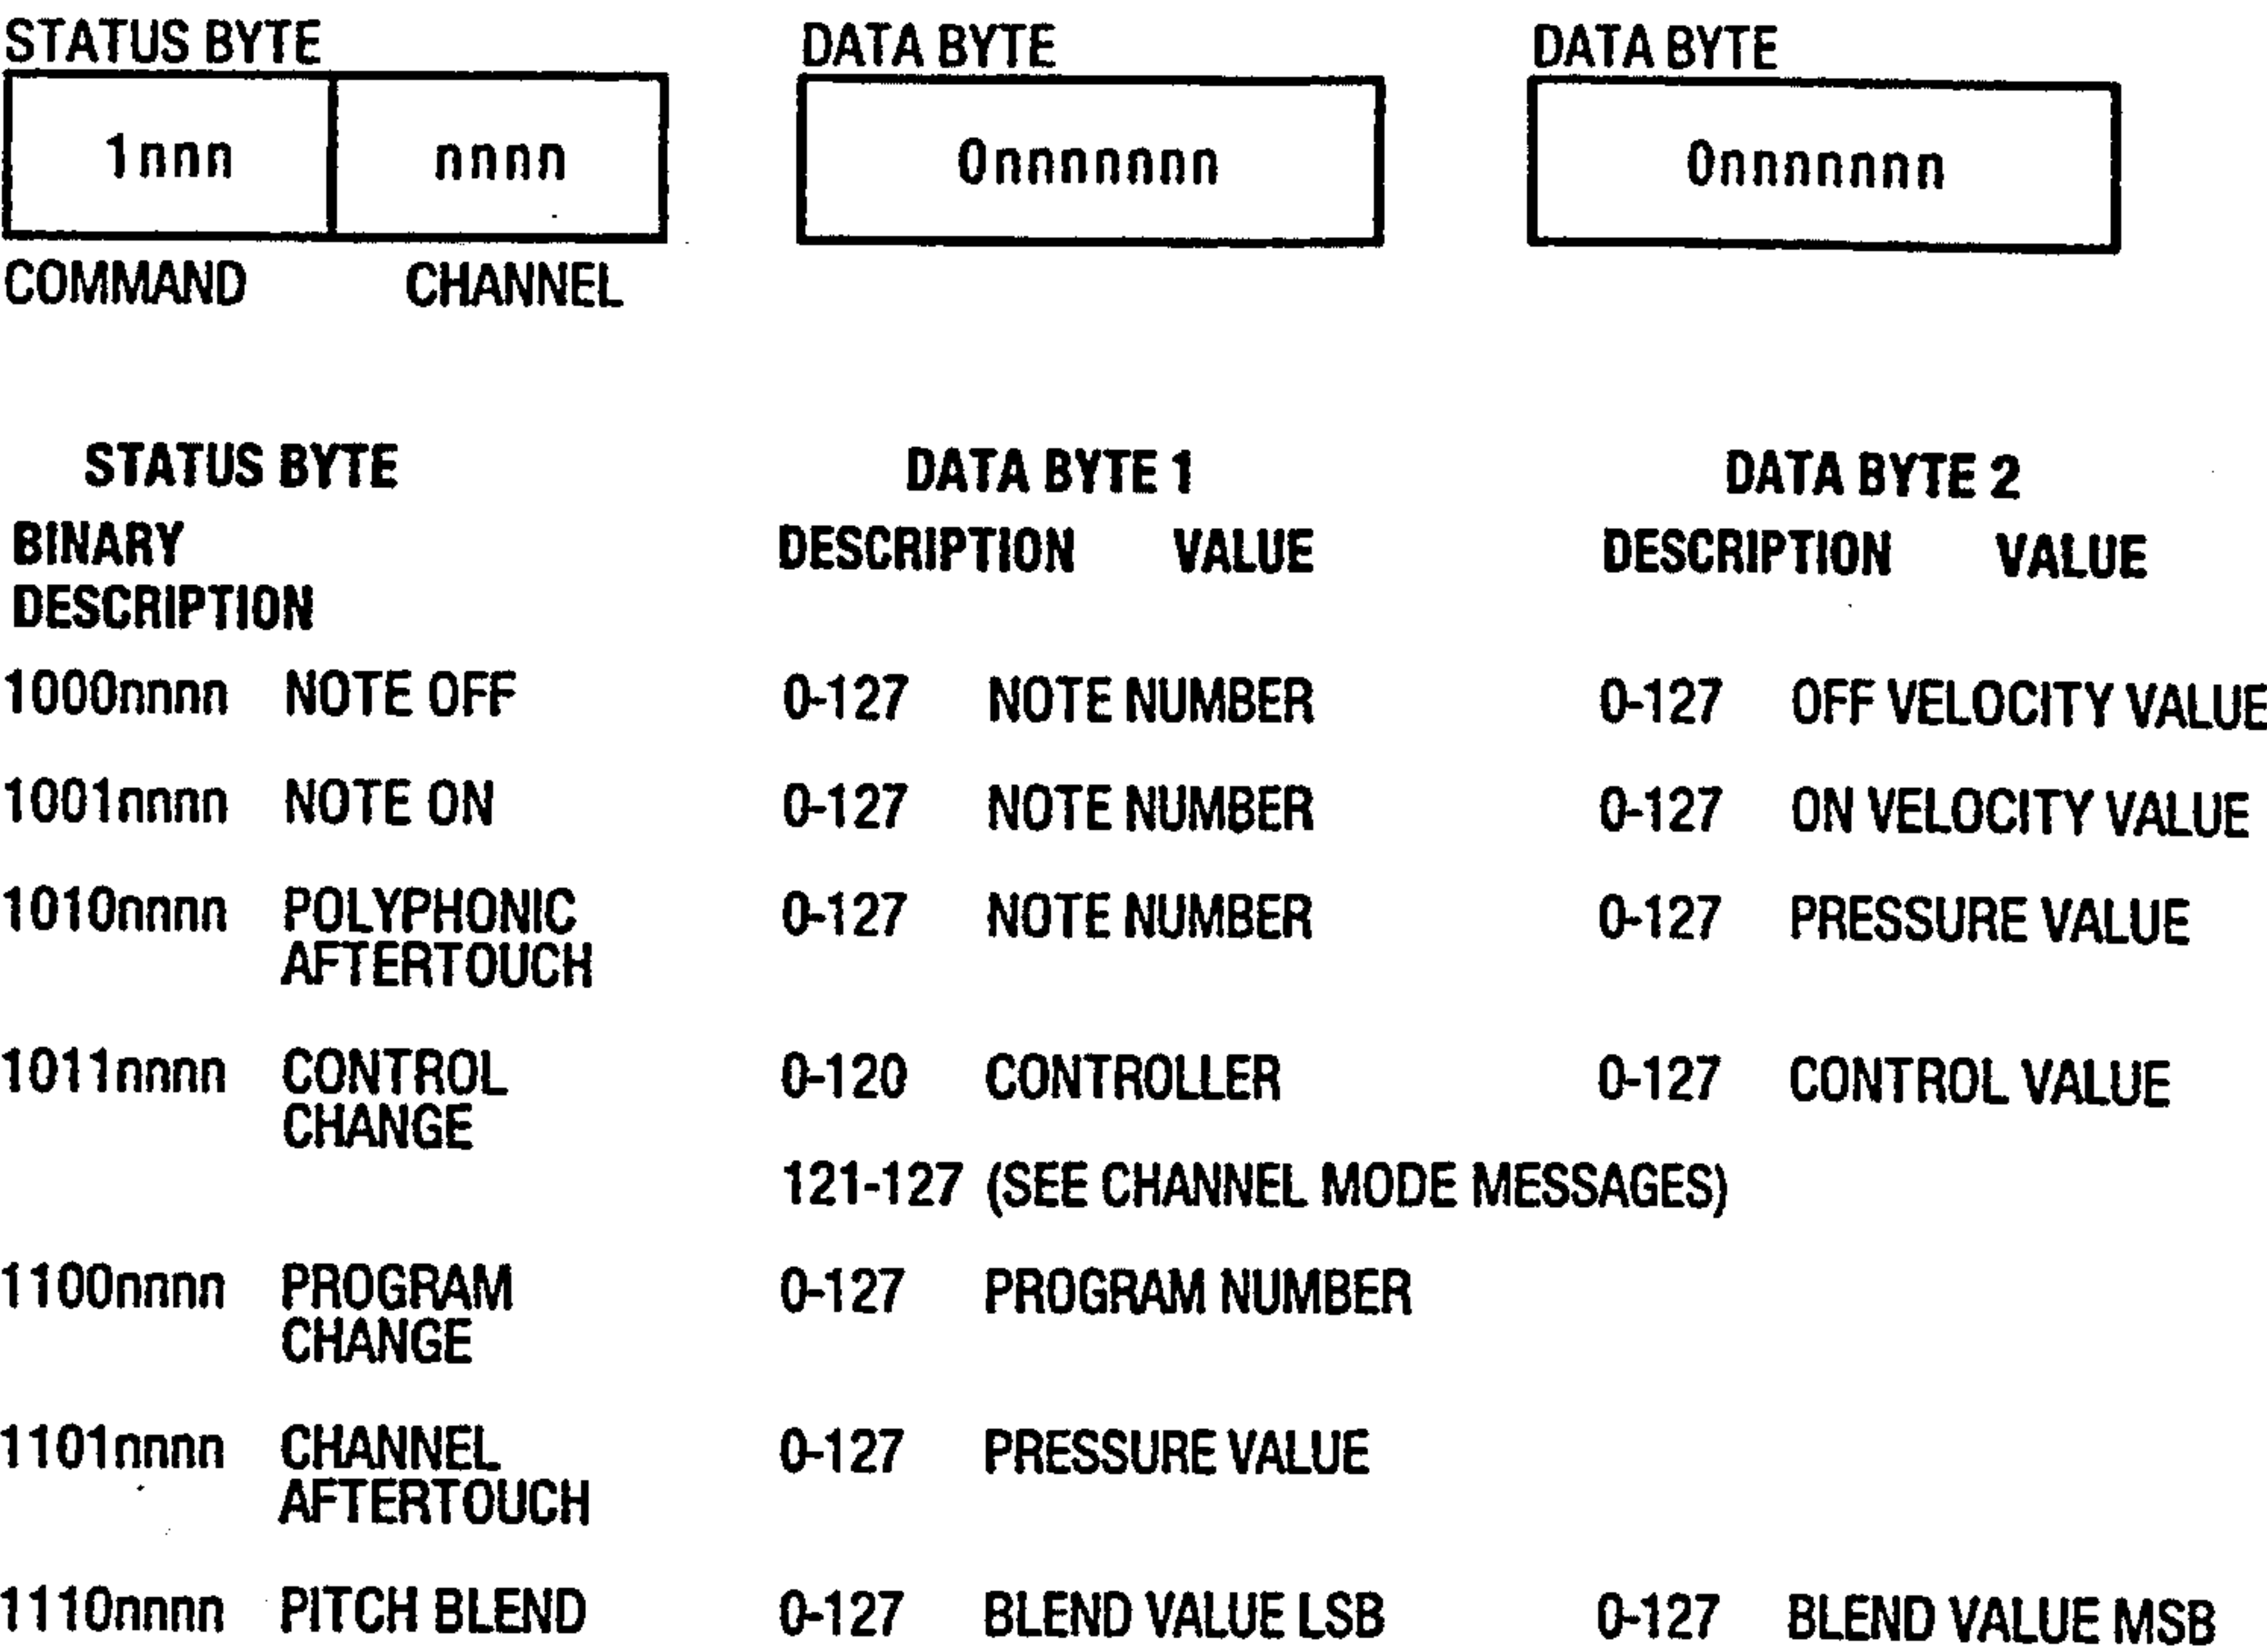 STATUS BYTE DATA BYTE DATA BYTE
1nnn nnnn 0nnnnnnn 0nnnnnnn
COMMAND CHANNEL
STATUS BYTE DATA BYTE 1 DATA BYTE 2
BINARY DESCRIPTION VALUE DESCRIPTION VALUE
DESCRIPTION
1000nnnn NOTE OFF 0-127 NOTE NUMBER 0-127 OFF VELOCITY VALUE
1001nnnn NOTE ON 0-127 NOTE NUMBER 0-127 ON VELOCITY VALUE
1010nnnn POLYPHONIC 0-127 NOTE NUMBER 0-127 PRESSURE VALUE
AFTERTOUCH
1011nnnn CONTROL 0-120 CONTROLLER 0-127 CONTROL VALUE
CHANGE
121-127 (SEE CHANNEL MODE MESSAGES)
1100nnnn PROGRAM 0-127 PROGRAM NUMBER
CHANGE
1101nnnn CHANNEL 0-127 PRESSURE VALUE
AFTERTOUCH
1110nnnn PITCH BLEND 0-127 BLEND VALUE LSB 0-127 BLEND VALUE MSB